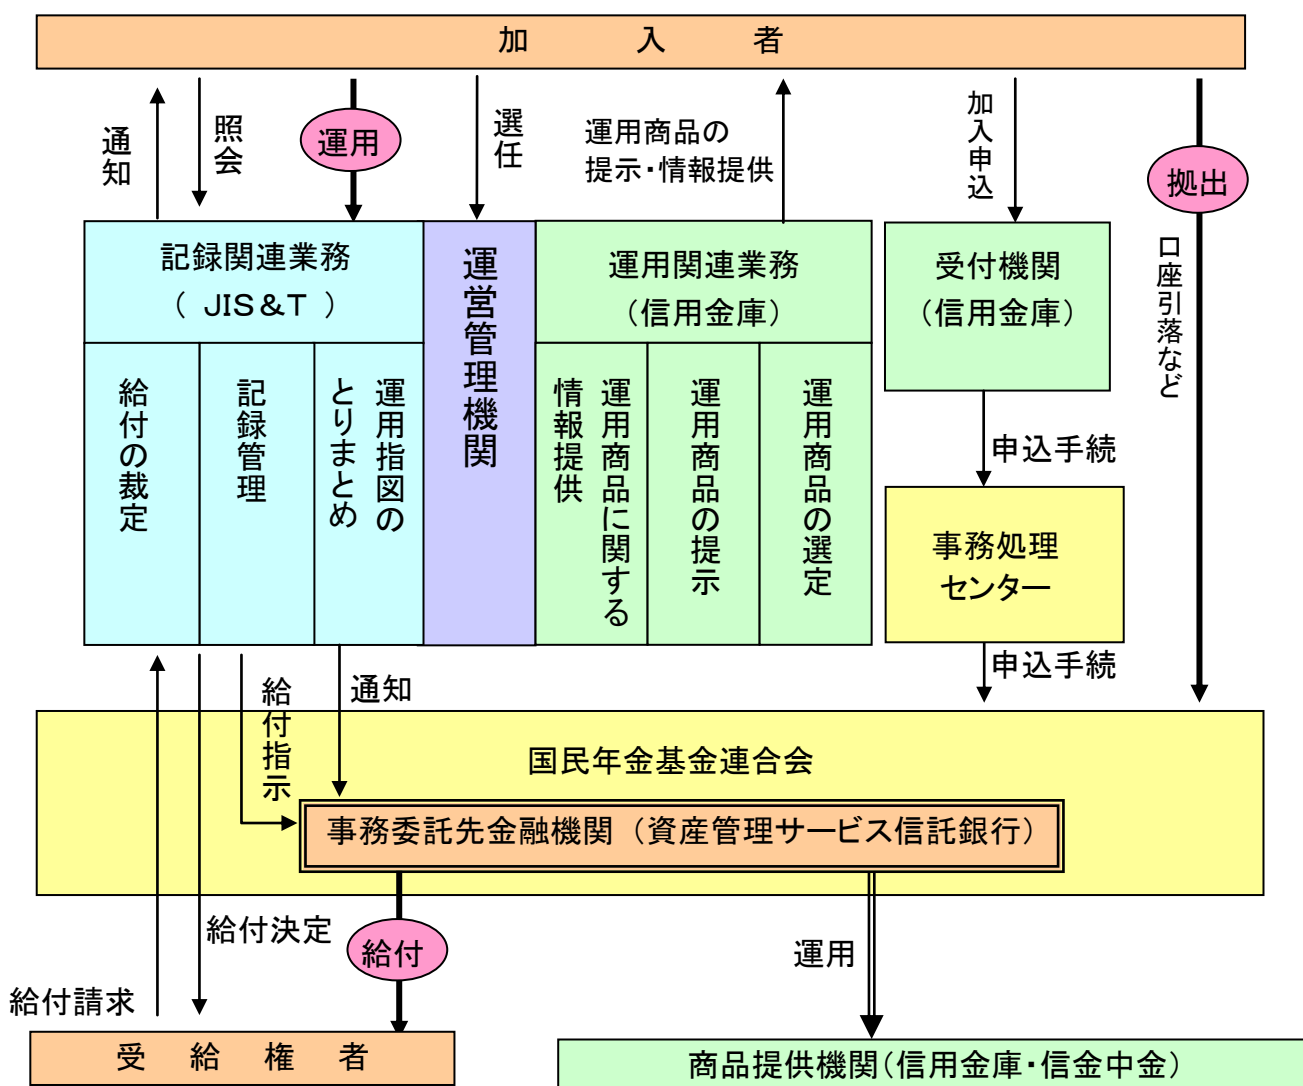 加入者
通知
照会
運用
選任
運用商品の
提示・情報提供
加入申込
拠出
口座引落など
記録関連業務
（ JIS&T ）
給付の裁定
記録管理
運用指図の
とりまとめ
運営管理機関
運用関連業務
（信用金庫）
運用商品に関する
情報提供
運用商品の提示
運用商品の選定
受付機関
（信用金庫）
申込手続
事務処理
センター
申込手続
給付指示
通知
国民年金基金連合会
事務委託先金融機関（資産管理サービス信託銀行）
給付決定
給付
運用
給付請求
受給権者
商品提供機関(信用金庫・信金中金）